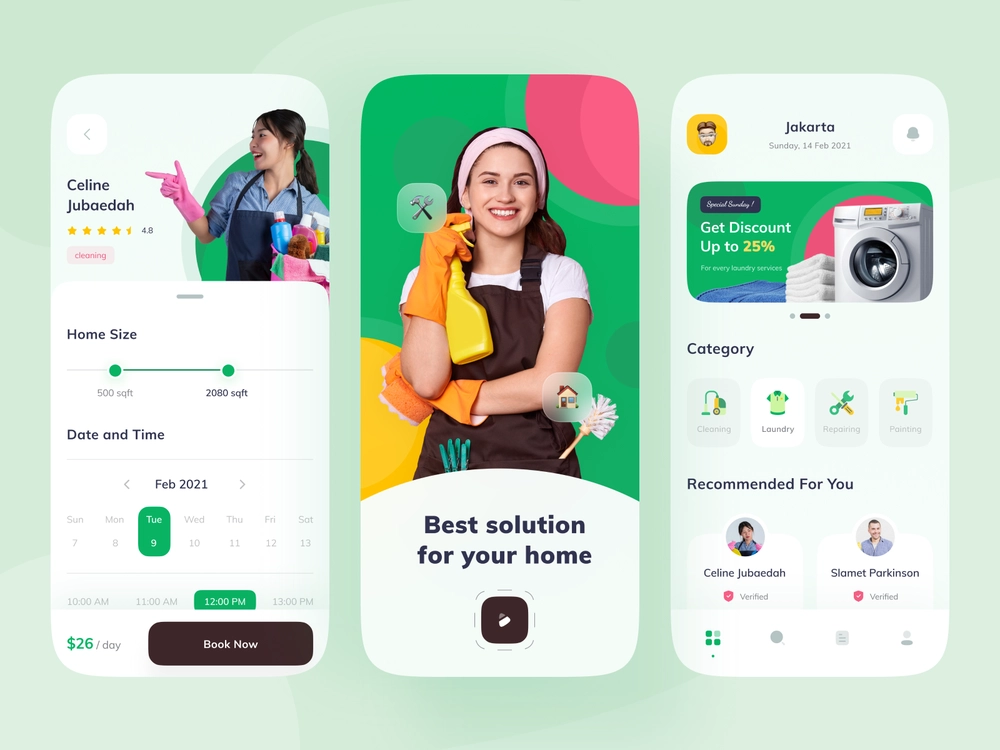 Celine
Jubaedah
4.8
cleaning
Home Size
500 sqft
2080 sqft
Date and Time
Feb 2021
Sun Mon Tue Wed Thu Fri Sat
7 8 9 10 11 12 13
10:00 AM 11:00 AM 12:00 PM 13:00 PM
$26 / day
Book Now
Best solution
for your home
Jakarta
Sunday, 14 Feb 2021
Special Sunday !
Get Discount
Up to 25%
For every laundry services
Category
Cleaning Laundry Repairing Painting
Recommended For You
Celine Jubaedah
Verified
Slamet Parkinson
Verified